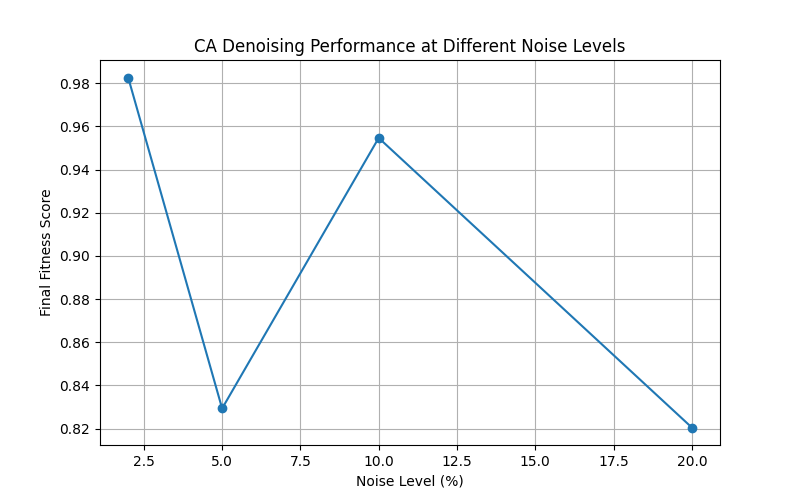 CA Denoising Performance at Different Noise Levels
0.98
0.96
0.94
0.92
0.90
0.88
0.86
0.84
0.82
Final Fitness Score
2.5 5.0 7.5 10.0 12.5 15.0 17.5 20.0
Noise Level (%)